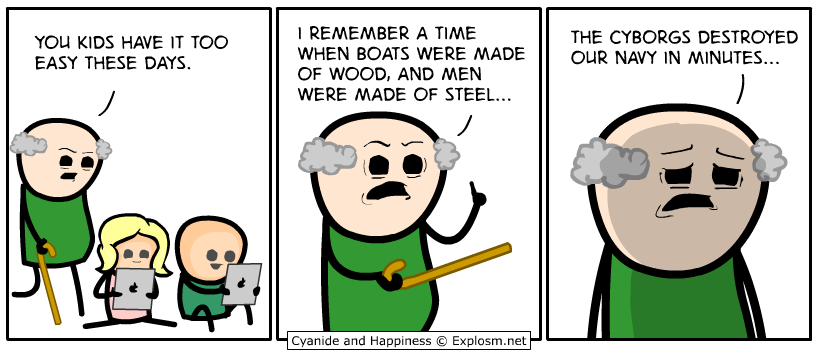 YOU KIDS HAVE IT TOO
EASY THESE DAYS.
I REMEMBER A TIME
WHEN BOATS WERE MADE
OF WOOD, AND MEN
WERE MADE OF STEEL...
THE CYBORGS DESTROYED
OUR NAVY IN MINUTES...
Cyanide and Happiness © Explosm.net